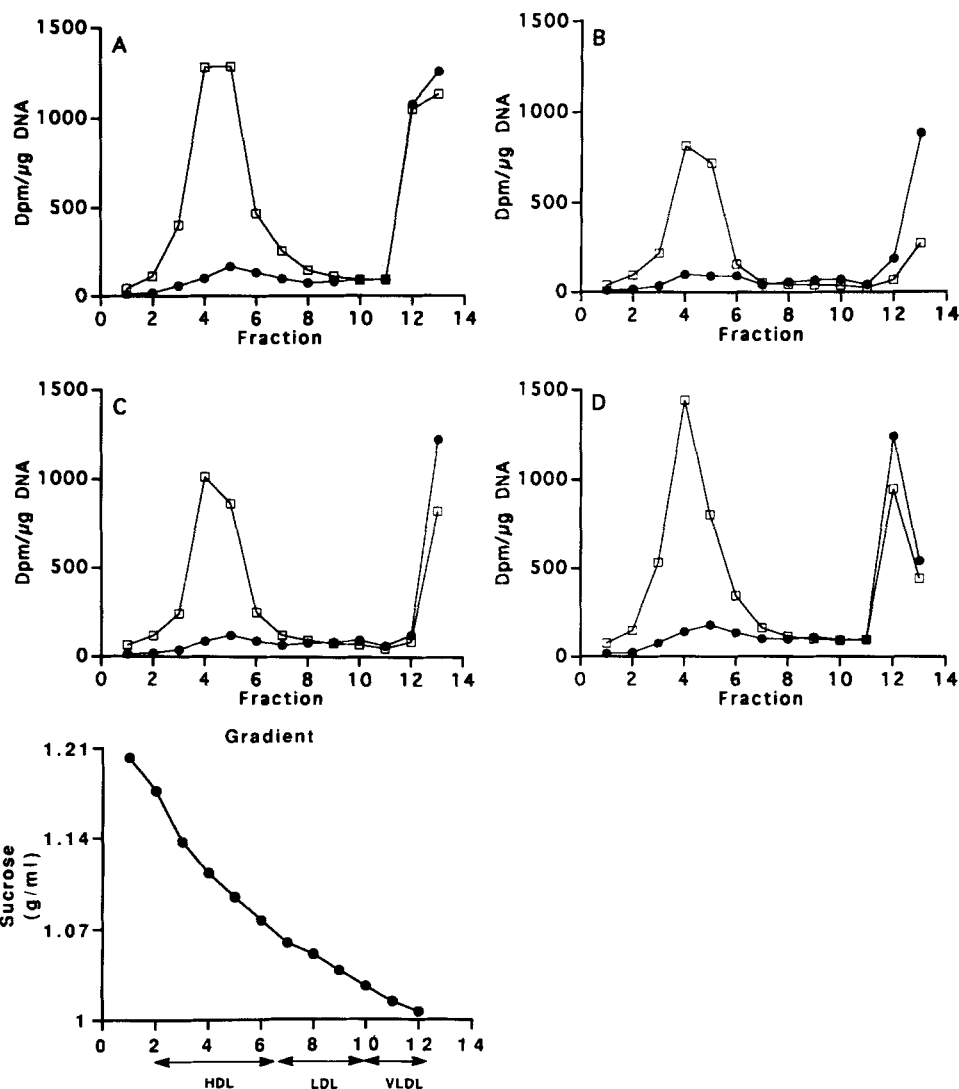 A
1500
1000
500
0
Dpm/µg DNA
0 2 4 6 8 10 12 14
Fraction
B
1500
1000
500
0
Dpm/µg DNA
0 2 4 6 8 10 12 14
Fraction
C
1500
1000
500
0
Dpm/µg DNA
0 2 4 6 8 10 12 14
Fraction
D
1500
1000
500
0
Dpm/µg DNA
0 2 4 6 8 10 12 14
Fraction
Gradient
1.21
1.14
1.07
1
Sucrose
(g/ml)
0 2 4 6 8 10 12 14
HDL LDL VLDL